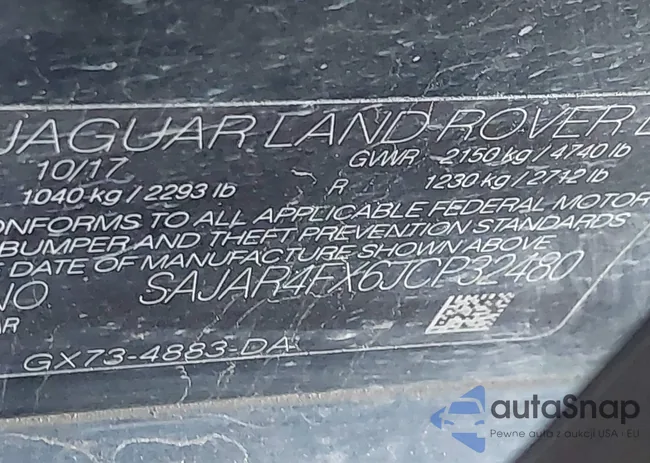 JAGUAR LAND ROVER L
10/17
GVWR 2150 kg / 4740 lb
1040 kg / 2293 lb R 1230 kg / 2712 lb
ONFORMS TO ALL APPLICABLE FEDERAL MOTOR
BUMPER AND THEFT PREVENTION STANDARDS
E DATE OF MANUFACTURE SHOWN ABOVE
NO SAJAR4FX6JCP32480
AR
GX73-4883-DA
autaSnap
Pewne auta z aukcji USA - EU